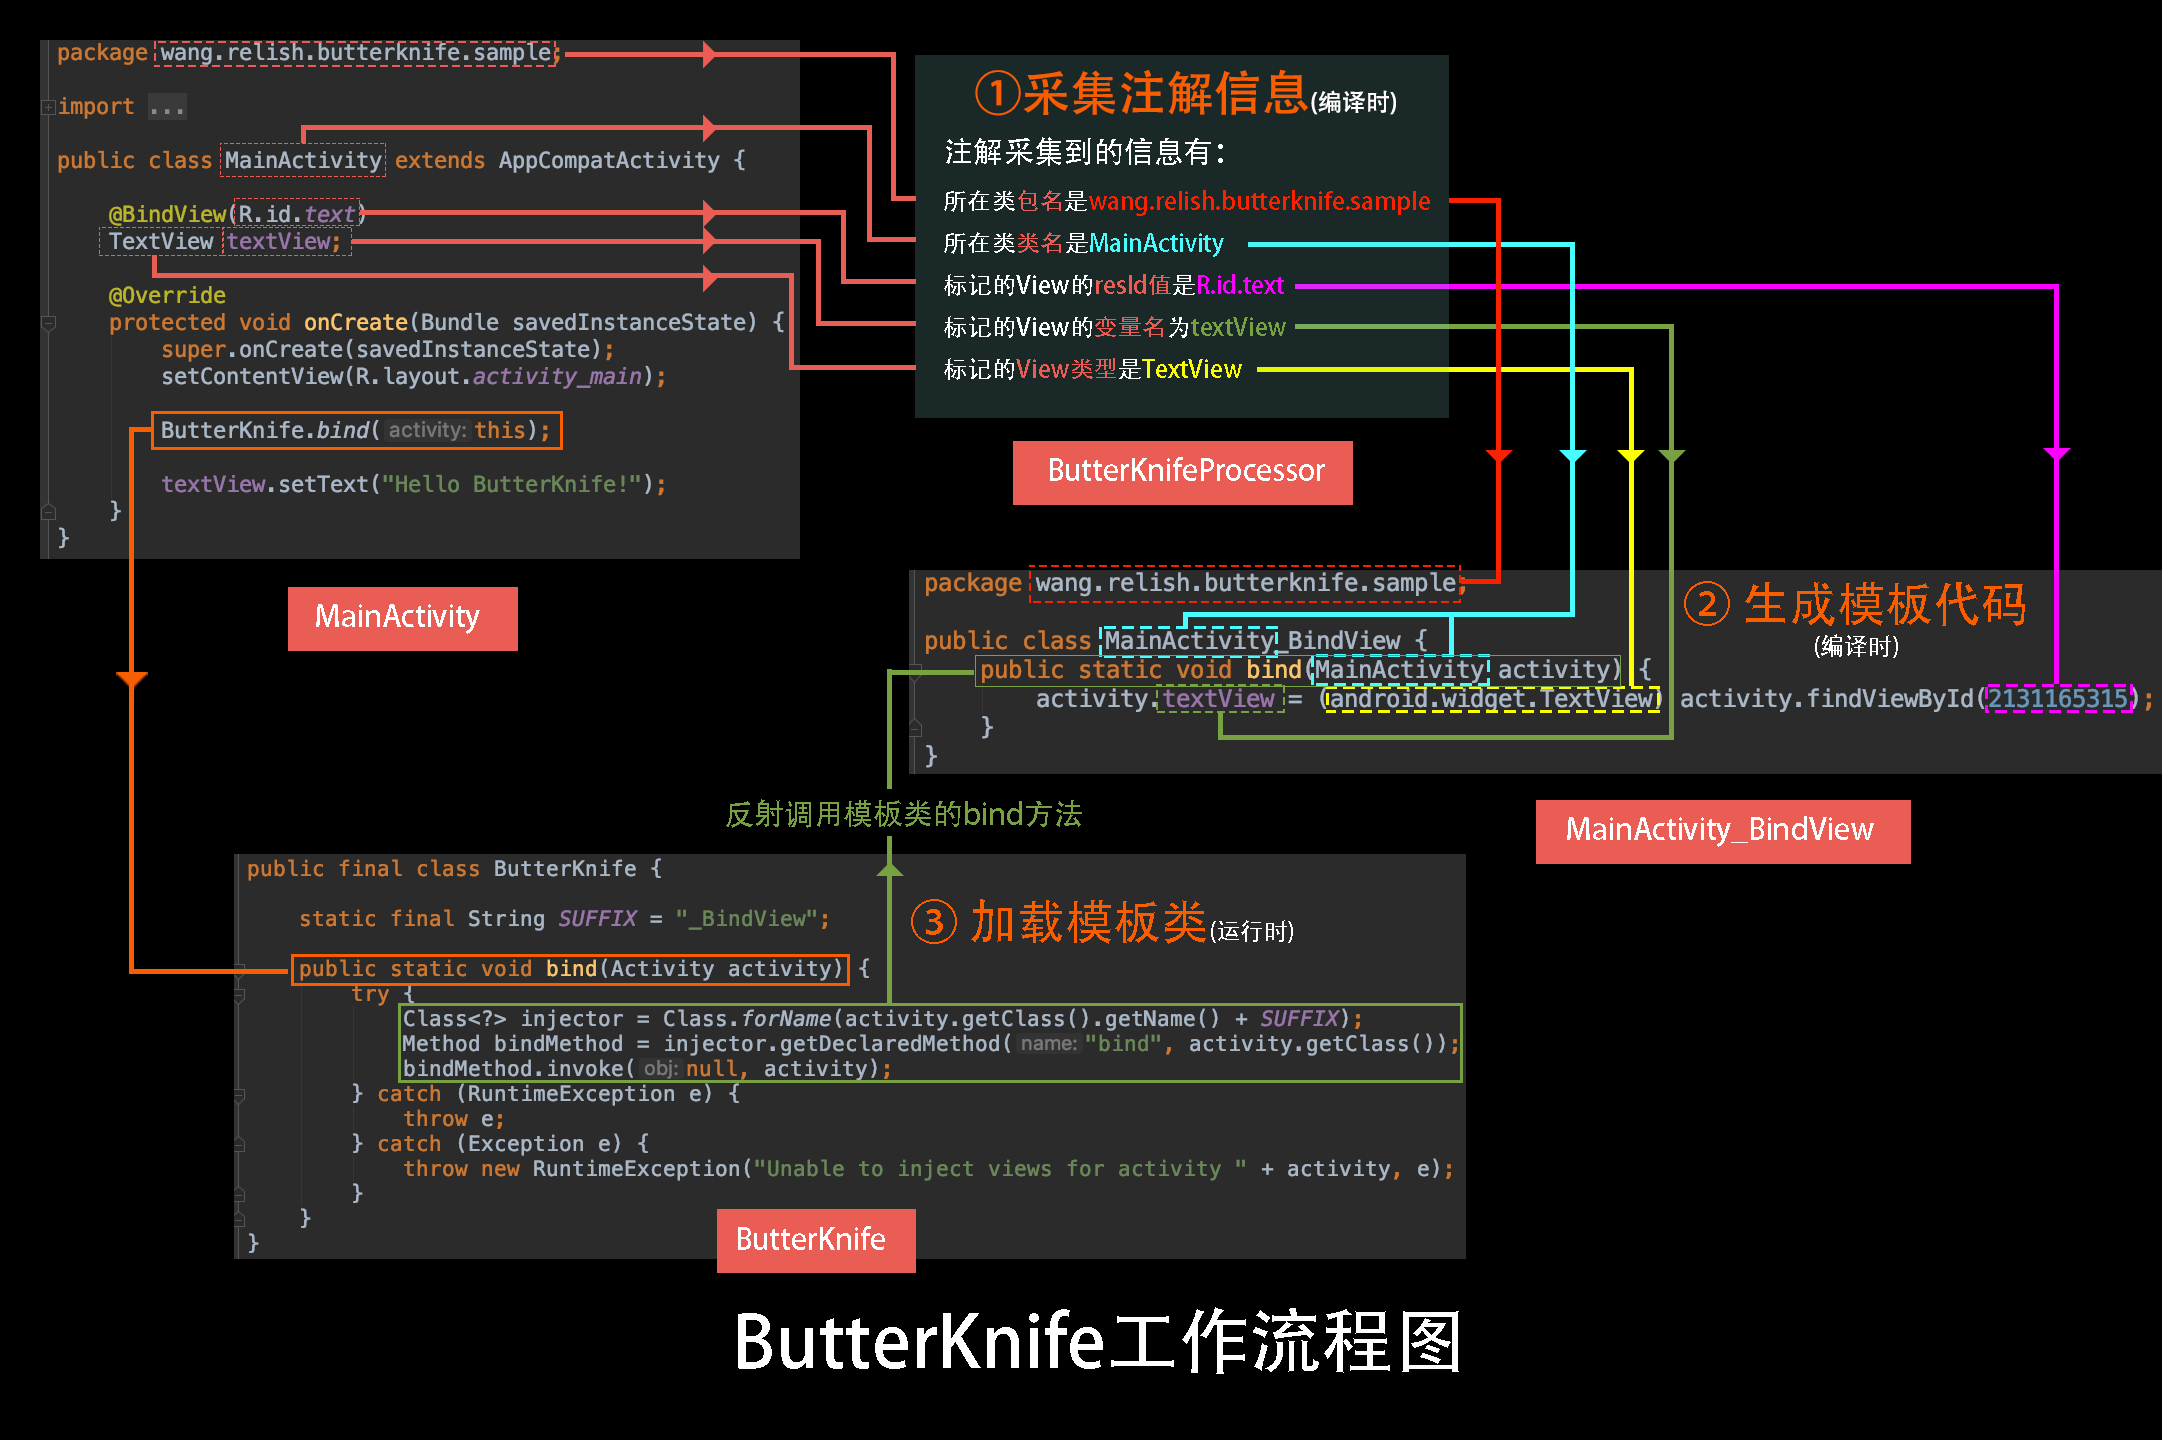 package wang.relish.butterknife.sample;
import ...
public class MainActivity extends AppCompatActivity {
@BindView(R.id.text)
TextView textView;
@Override
protected void onCreate(Bundle savedInstanceState) {
super.onCreate(savedInstanceState);
setContentView(R.layout.activity_main);
ButterKnife.bind( activity: this);
textView.setText("Hello ButterKnife!");
}
}
MainActivity
①采集注解信息(编译时)
注解采集到的信息有：
所在类包名是wang.relish.butterknife.sample
所在类类名是MainActivity
标记的View的resId值是R.id.text
标记的View的变量名为textView
标记的View类型是TextView
ButterKnifeProcessor
package wang.relish.butterknife.sample;
② 生成模板代码
(编译时)
public class MainActivity_BindView {
public static void bind(MainActivity activity) {
activity.textView = (android.widget.TextView) activity.findViewById(2131165315);
}
}
MainActivity_BindView
反射调用模板类的bind方法
public final class ButterKnife {
static final String SUFFIX = "_BindView";
③ 加载模板类(运行时)
public static void bind(Activity activity) {
try {
Class<?> injector = Class.forName(activity.getClass().getName() + SUFFIX);
Method bindMethod = injector.getDeclaredMethod( name: "bind", activity.getClass());
bindMethod.invoke( obj: null, activity);
} catch (RuntimeException e) {
throw e;
} catch (Exception e) {
throw new RuntimeException("Unable to inject views for activity " + activity, e);
}
}
}
ButterKnife
ButterKnife工作流程图